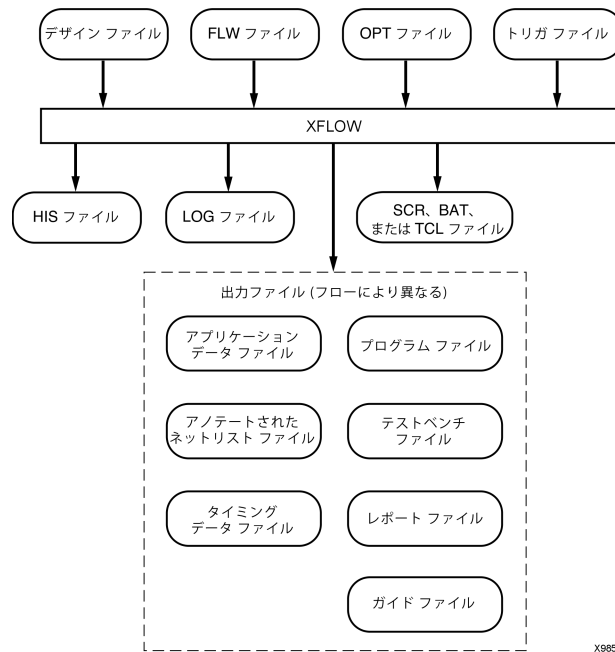 デザイン ファイル
FLW ファイル
OPT ファイル
トリガ ファイル
XFLOW
HIS ファイル
LOG ファイル
SCR、BAT、
または TCL ファイル
出力ファイル (フローにより異なる)
アプリケーション
データ ファイル
プログラム ファイル
アノテートされた
ネットリスト ファイル
テストベンチ
ファイル
タイミング
データ ファイル
レポート ファイル
ガイド ファイル
X985